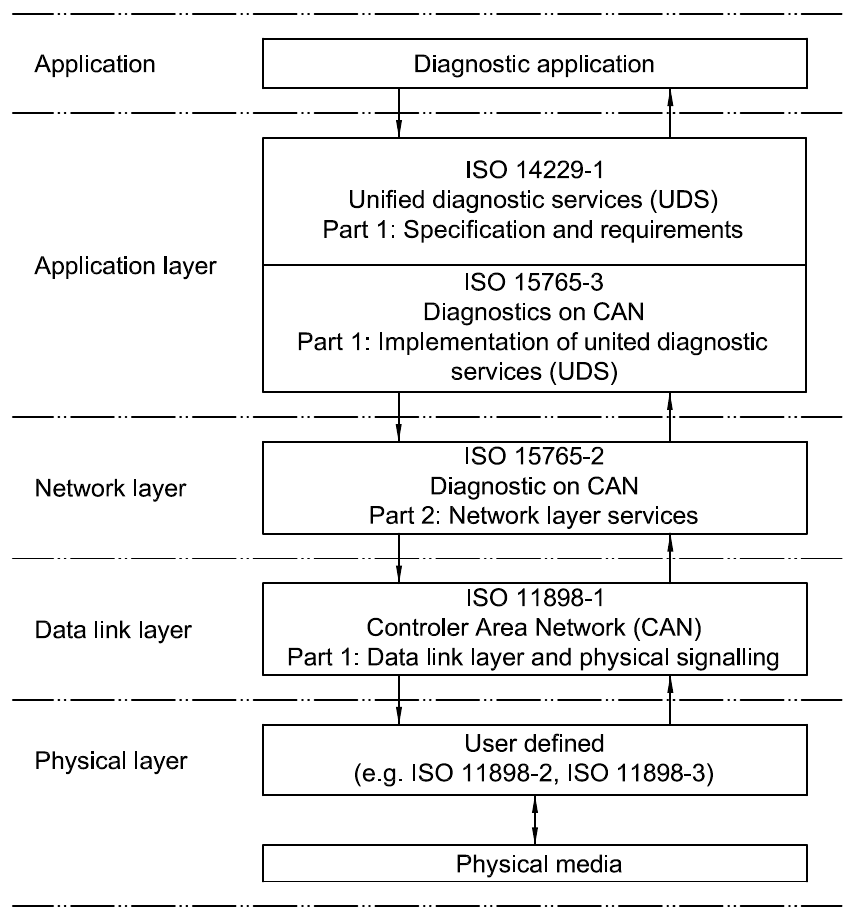 Application
Diagnostic application
Application layer
ISO 14229-1
Unified diagnostic services (UDS)
Part 1: Specification and requirements
ISO 15765-3
Diagnostics on CAN
Part 1: Implementation of united diagnostic
services (UDS)
Network layer
ISO 15765-2
Diagnostic on CAN
Part 2: Network layer services
Data link layer
ISO 11898-1
Controler Area Network (CAN)
Part 1: Data link layer and physical signalling
Physical layer
User defined
(e.g. ISO 11898-2, ISO 11898-3)
Physical media